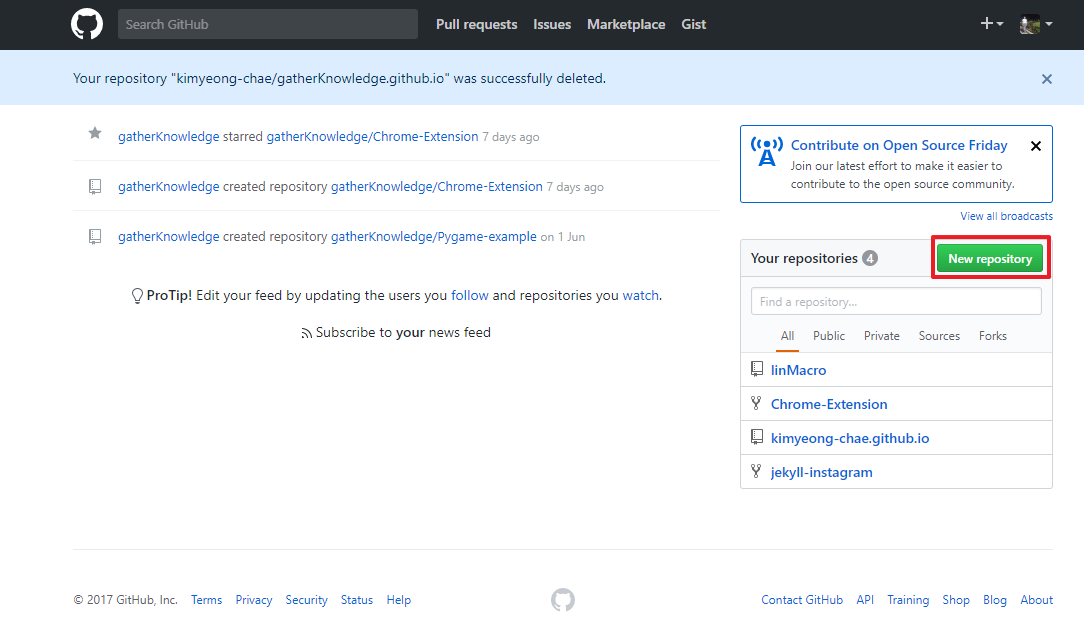 Search GitHub Pull requests Issues Marketplace Gist
Your repository "kimyeong-chae/gatherKnowledge.github.io" was successfully deleted.
gatherKnowledge starred gatherKnowledge/Chrome-Extension 7 days ago
gatherKnowledge created repository gatherKnowledge/Chrome-Extension 7 days ago
gatherKnowledge created repository gatherKnowledge/Pygame-example on 1 Jun
ProTip! Edit your feed by updating the users you follow and repositories you watch.
Subscribe to your news feed
Contribute on Open Source Friday
Join our latest effort to make it easier to
contribute to the open source community.
View all broadcasts
Your repositories 4 New repository
Find a repository...
All Public Private Sources Forks
linMacro
Chrome-Extension
kimyeong-chae.github.io
jekyll-instagram
© 2017 GitHub, Inc. Terms Privacy Security Status Help Contact GitHub API Training Shop Blog About